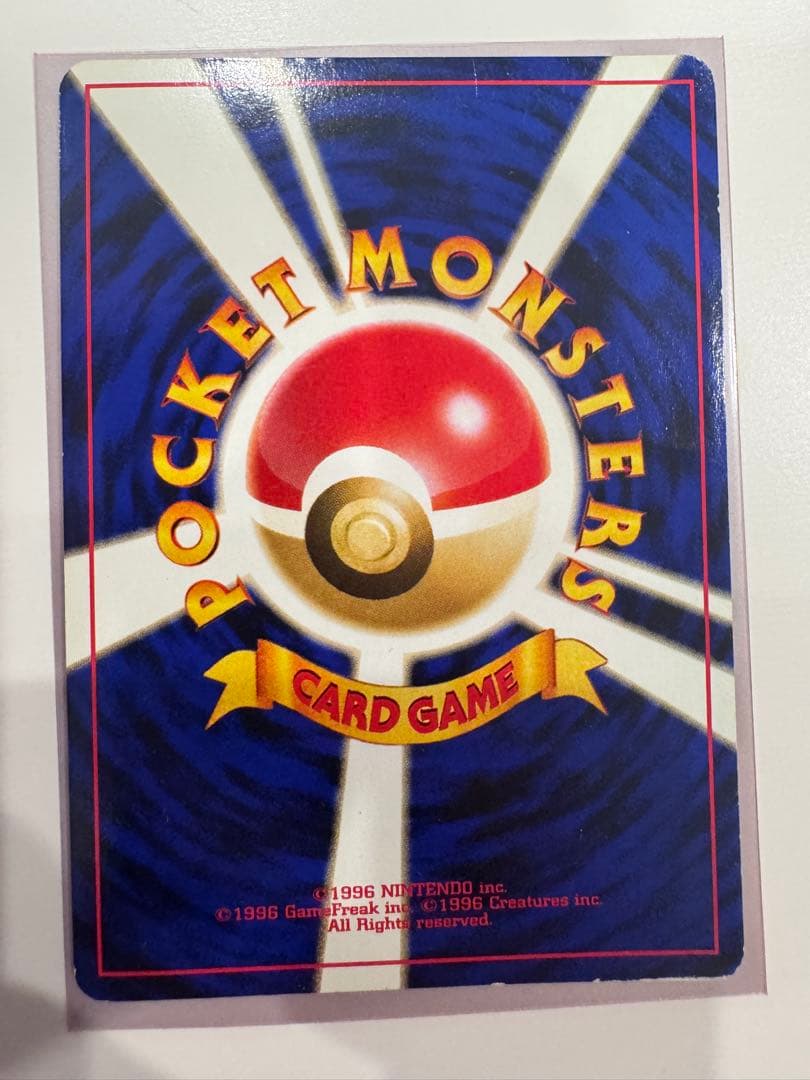 POCKET MONSTERS
CARD GAME
©1996 NINTENDO inc.
©1996 GameFreak inc. ©1996 Creatures inc.
All Rights reserved.